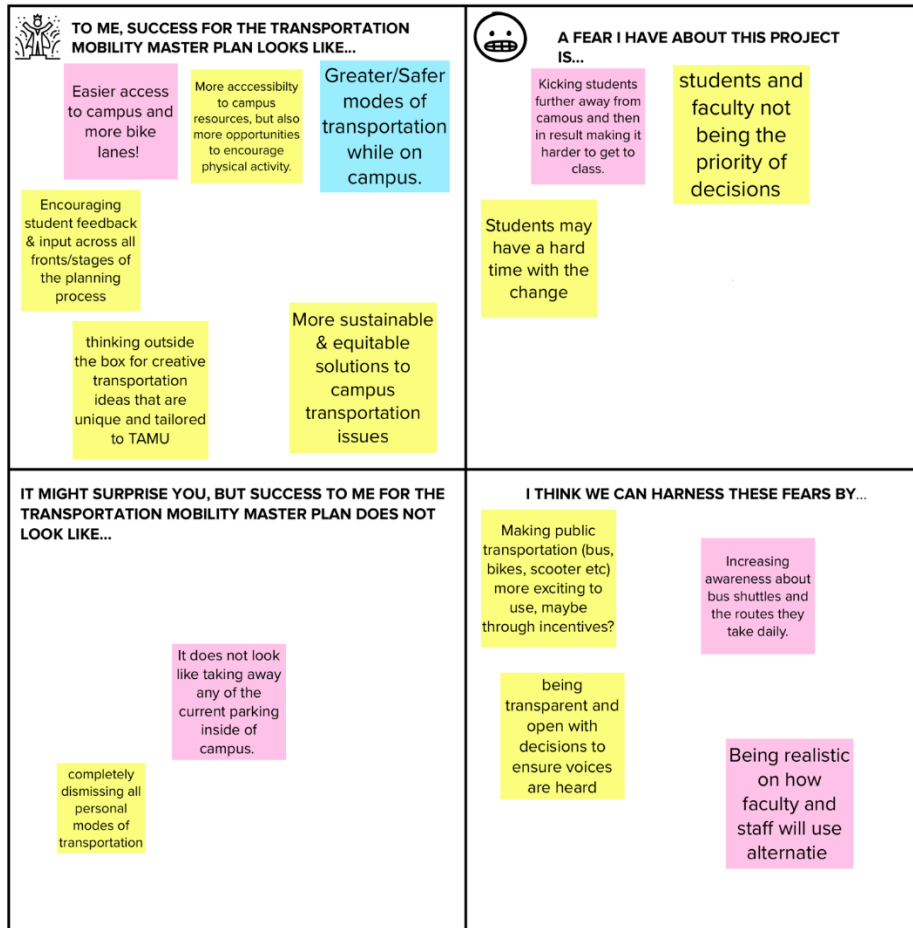 TO ME, SUCCESS FOR THE TRANSPORTATION
MOBILITY MASTER PLAN LOOKS LIKE...
Easier access
to campus and
more bike
lanes!
More acccessibilty
to campus
resources, but also
more opportunities
to encourage
physical activity.
Greater/Safer
modes of
transportation
while on
campus.
Encouraging
student feedback
& input across all
fronts/stages of
the planning
process
thinking outside
the box for creative
transportation
ideas that are
unique and tailored
to TAMU
More sustainable
& equitable
solutions to
campus
transportation
issues
A FEAR I HAVE ABOUT THIS PROJECT
IS...
Kicking students
further away from
camous and then
in result making it
harder to get to
class.
students and
faculty not
being the
priority of
decisions
Students may
have a hard
time with the
change
IT MIGHT SURPRISE YOU, BUT SUCCESS TO ME FOR THE
TRANSPORTATION MOBILITY MASTER PLAN DOES NOT
LOOK LIKE...
It does not look
like taking away
any of the
current parking
inside of
campus.
completely
dismissing all
personal
modes of
transportation
I THINK WE CAN HARNESS THESE FEARS BY...
Making public
transportation (bus,
bikes, scooter etc)
more exciting to
use, maybe
through incentives?
Increasing
awareness about
bus shuttles and
the routes they
take daily.
being
transparent and
open with
decisions to
ensure voices
are heard
Being realistic
on how
faculty and
staff will use
alternatie